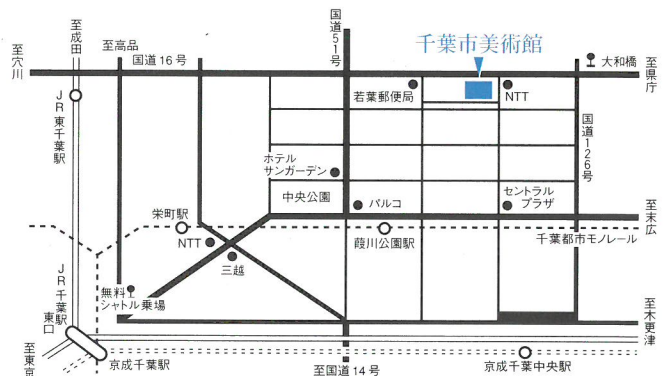 至穴川
至成田
至高品
国道16号
国道51号
千葉市美術館
大和橋
至県庁
JR東千葉駅
若葉郵便局
NTT
国道126号
ホテル
サンガーデン
中央公園
パルコ
セントラル
プラザ
至末広
栄町駅
NTT
三越
葭川公園駅
千葉都市モノレール
無料
シャトル乗場
JR千葉駅
東口
至木更津
至東京
京成千葉駅
至国道14号
京成千葉中央駅